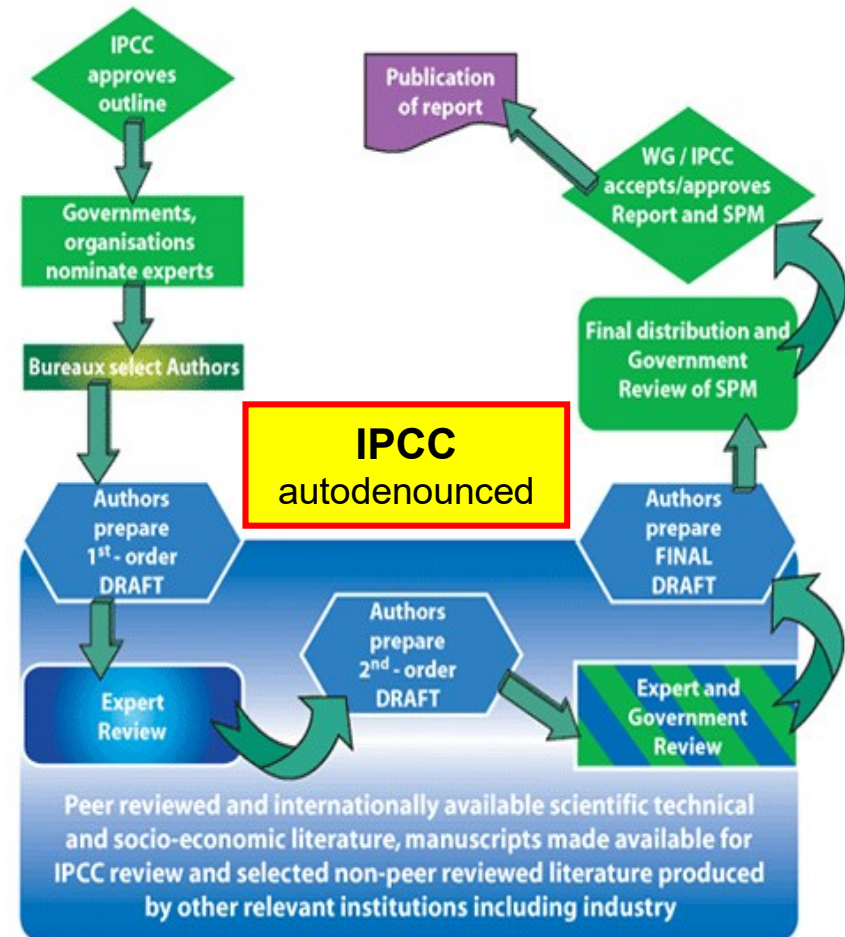 IPCC
approves
outline
Governments,
organisations
nominate experts
Bureaux select Authors
Authors
prepare
1st - order
DRAFT
Expert
Review
Authors
prepare
2nd - order
DRAFT
Expert and
Government
Review
Authors
prepare
FINAL
DRAFT
Final distribution and
Government
Review of SPM
WG / IPCC
accepts/approves
Report and SPM
Publication
of report
IPCC
autodenounced
Peer reviewed and internationally available scientific technical
and socio-economic literature, manuscripts made available for
IPCC review and selected non-peer reviewed literature produced
by other relevant institutions including industry